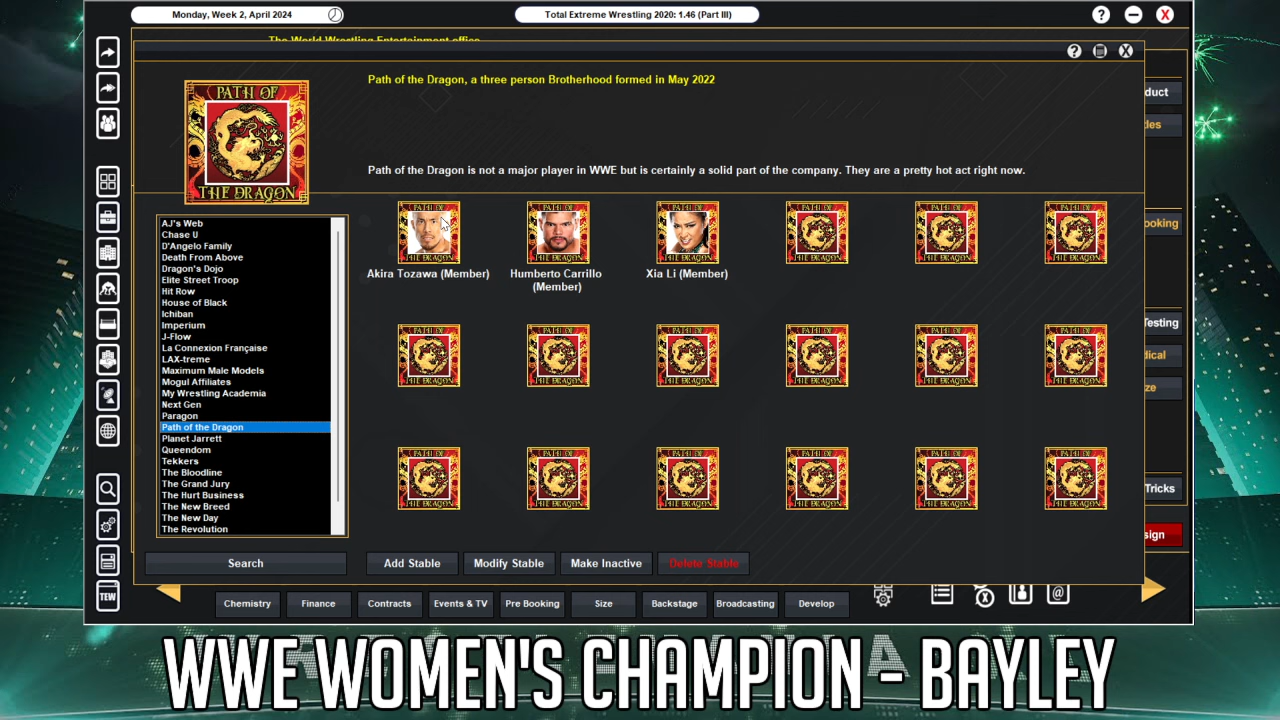 Monday, Week 2, April 2024
Total Extreme Wrestling 2020: 1.46 (Part III)
?
X
The World Wrestling Entertainment office
?
X
Path of the Dragon, a three person Brotherhood formed in May 2022
PATH OF
THE DRAGON
Path of the Dragon is not a major player in WWE but is certainly a solid part of the company. They are a pretty hot act right now.
AJ's Web
Chase U
D'Angelo Family
Death From Above
Dragon's Dojo
Elite Street Troop
Hit Row
House of Black
Ichiban
Imperium
J-Flow
La Connexion Française
LAX-treme
Maximum Male Models
Mogul Affiliates
My Wrestling Academia
Next Gen
Paragon
Path of the Dragon
Planet Jarrett
Queendom
Tekkers
The Bloodline
The Grand Jury
The Hurt Business
The New Breed
The New Day
The Revolution
Akira Tozawa (Member)
Humberto Carrillo
(Member)
Xia Li (Member)
duct
les
ooking
Testing
dical
ze
Tricks
sign
Search
Add Stable
Modify Stable
Make Inactive
Delete Stable
TEW
Chemistry
Finance
Contracts
Events & TV
Pre Booking
Size
Backstage
Broadcasting
Develop
@
WWE WOMEN'S CHAMPION - BAYLEY